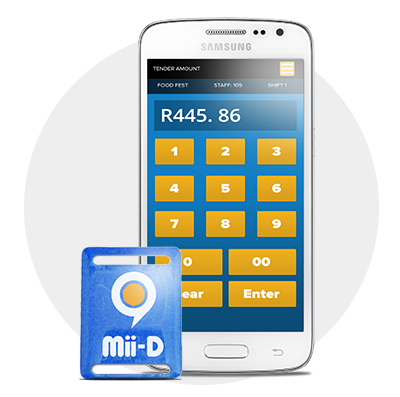 SAMSUNG
TENDER AMOUNT
FOOD FEST STAFF: 109 SHIFT 1
R445. 86
1 2 3
4 5 6
7 8 9
0 00
ear Enter
Mii-D